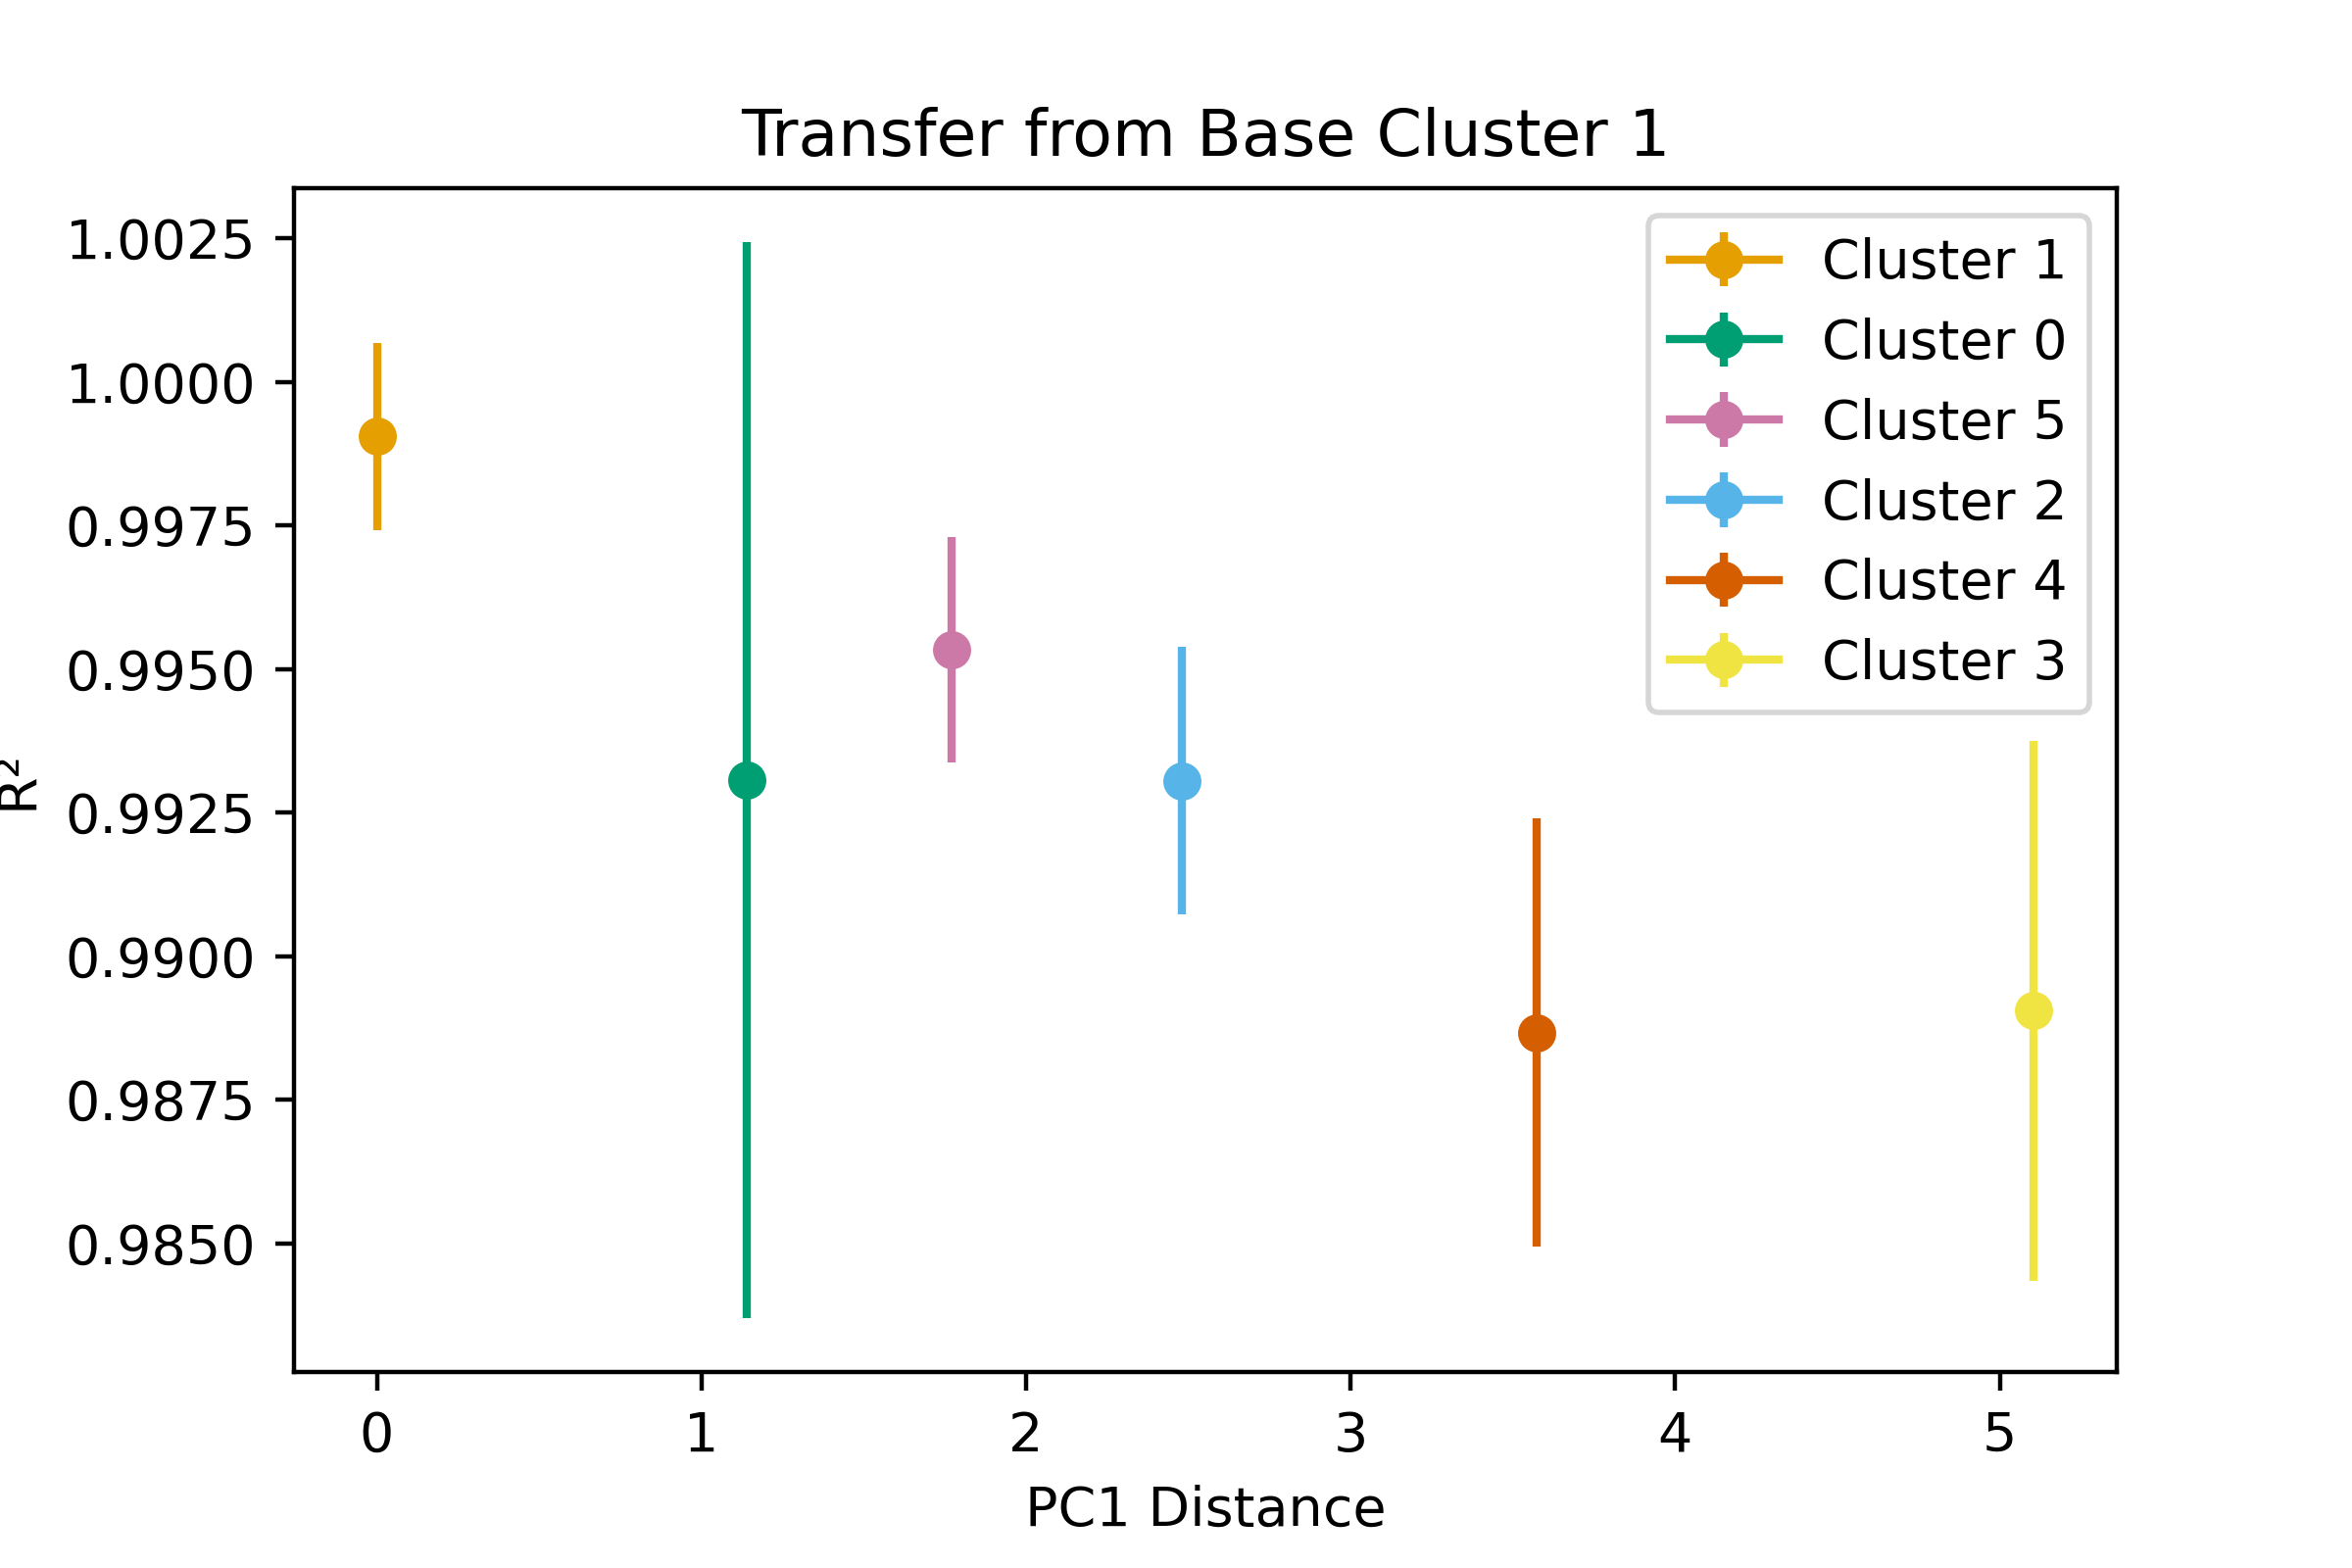 Transfer from Base Cluster 1
1.0025
1.0000
0.9975
0.9950
0.9925
0.9900
0.9875
0.9850
R²
Cluster 1
Cluster 0
Cluster 5
Cluster 2
Cluster 4
Cluster 3
0 1 2 3 4 5
PC1 Distance